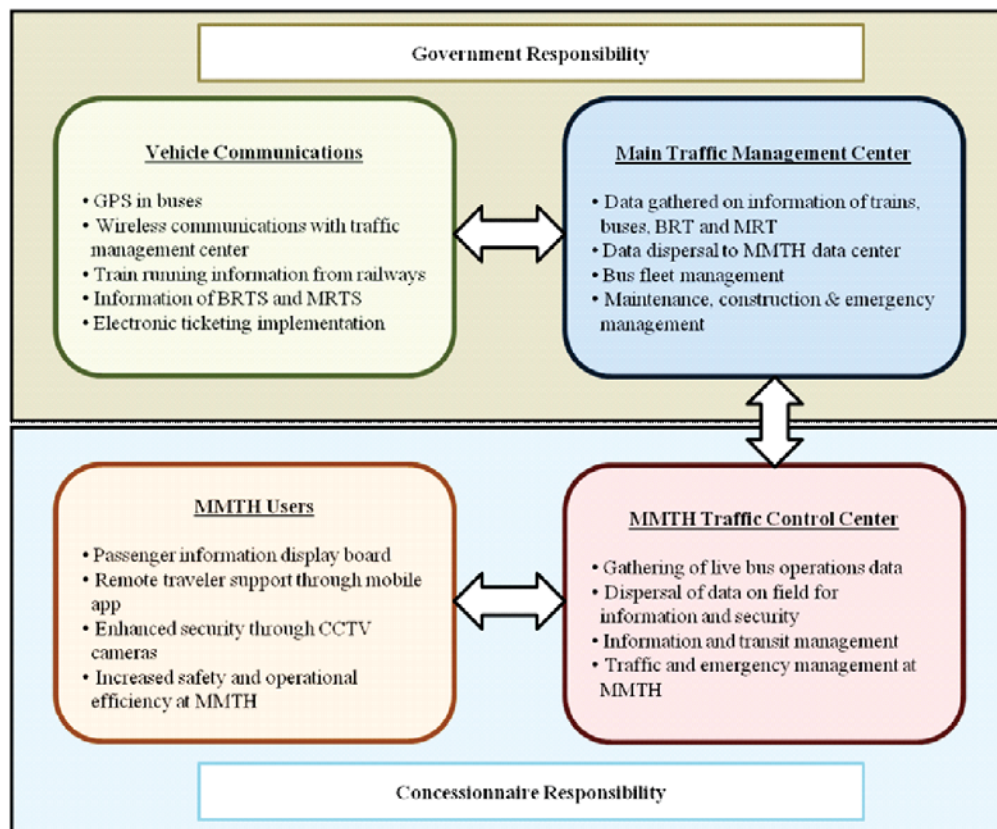 Government Responsibility
Vehicle Communications
• GPS in buses
• Wireless communications with traffic
management center
• Train running information from railways
• Information of BRTS and MRTS
• Electronic ticketing implementation
Main Traffic Management Center
• Data gathered on information of trains,
buses, BRT and MRT
• Data dispersal to MMTH data center
• Bus fleet management
• Maintenance, construction & emergency
management
MMTH Users
• Passenger information display board
• Remote traveler support through mobile
app
• Enhanced security through CCTV
cameras
• Increased safety and operational
efficiency at MMTH
MMTH Traffic Control Center
• Gathering of live bus operations data
• Dispersal of data on field for
information and security
• Information and transit management
• Traffic and emergency management at
MMTH
Concessionnaire Responsibility